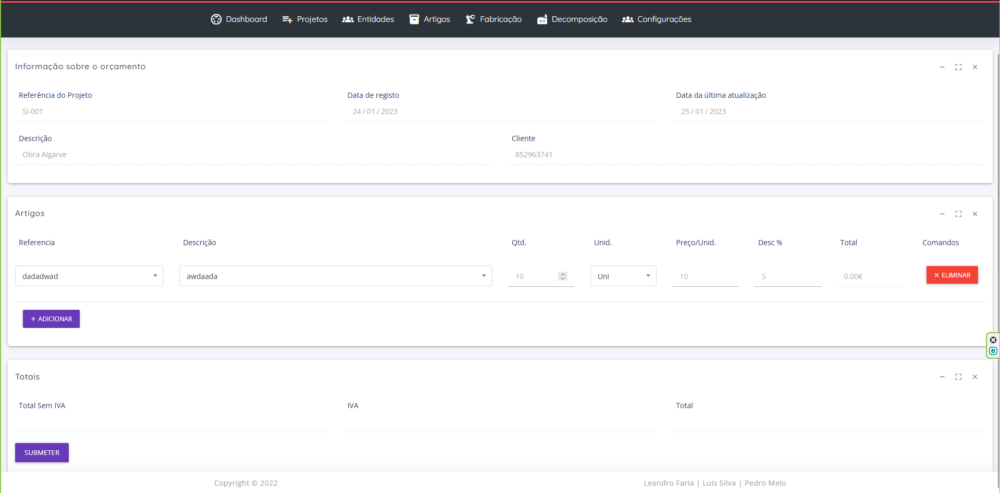 Dashboard Projetos Entidades Artigos Fabricação Decomposição Configurações
Informação sobre o orçamento
Referência do Projeto Data de registo Data da última atualização
SI-001 24 / 01 / 2023 25 / 01 / 2023
Descrição Cliente
Obra Algarve 852963741
Artigos
Referencia Descrição Qtd. Unid. Preço/Unid. Desc % Total Comandos
dadadwad awdaada 10 Uni 10 5 0.00€ × ELIMINAR
+ ADICIONAR
Totais
Total Sem IVA IVA Total
SUBMETER
Copyright © 2022 Leandro Faria | Luis Silva | Pedro Melo